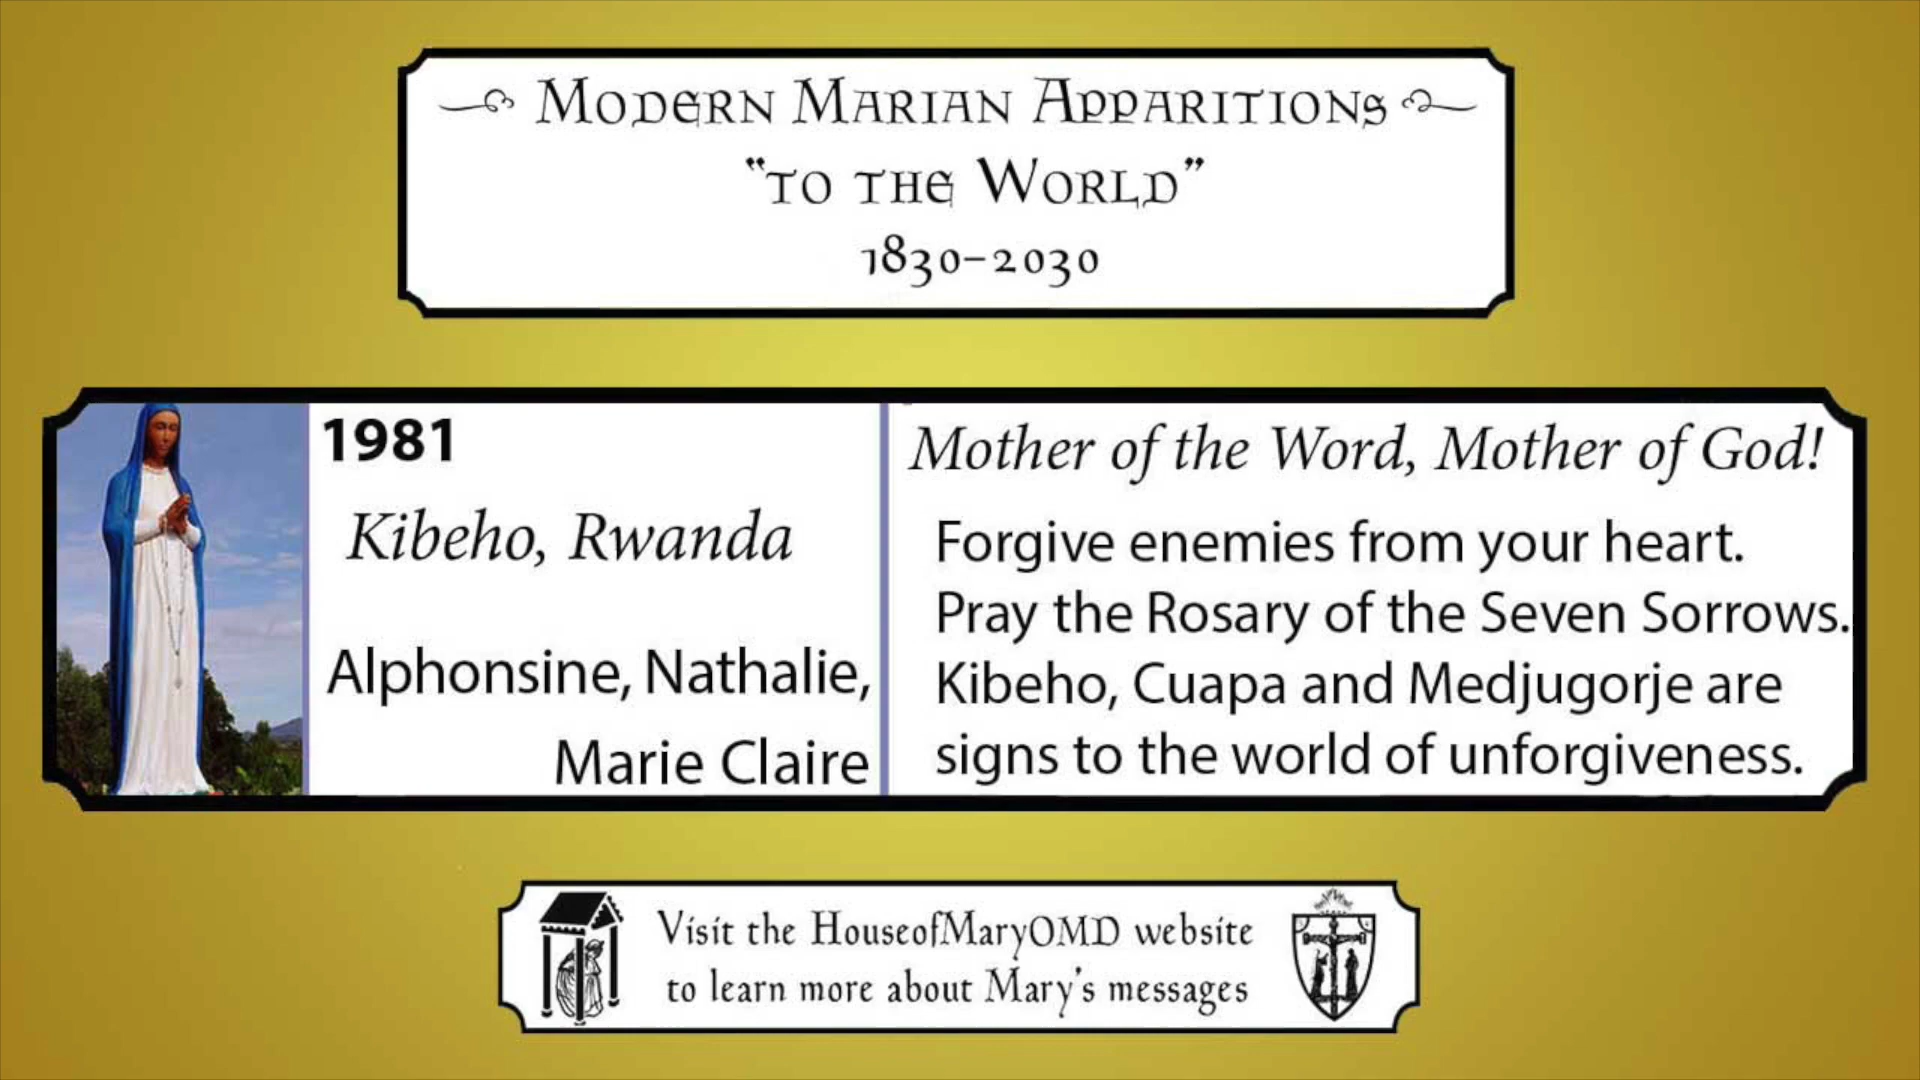 Modern Marian Apparitions
"to the World"
1830–2030
1981
Kibeho, Rwanda
Alphonsine, Nathalie,
Marie Claire
Mother of the Word, Mother of God!
Forgive enemies from your heart.
Pray the Rosary of the Seven Sorrows.
Kibeho, Cuapa and Medjugorje are
signs to the world of unforgiveness.
Visit the HouseofMaryOMD website
to learn more about Mary's messages